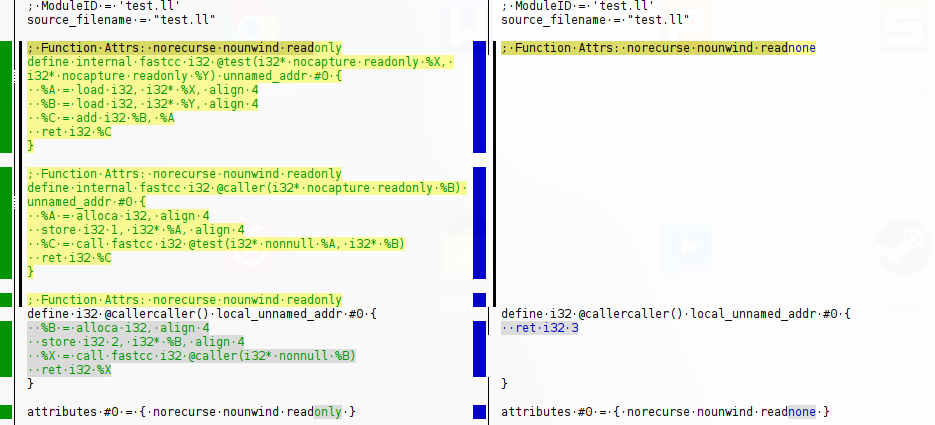 ; ModuleID = 'test.ll'
source_filename = "test.ll"
; Function Attrs: norecurse nounwind readonly
define internal fastcc i32 @test(i32* nocapture readonly %X,
i32* nocapture readonly %Y) unnamed_addr #0 {
  %A = load i32, i32* %X, align 4
  %B = load i32, i32* %Y, align 4
  %C = add i32 %B, %A
  ret i32 %C
}
; Function Attrs: norecurse nounwind readonly
define internal fastcc i32 @caller(i32* nocapture readonly %B)
unnamed_addr #0 {
  %A = alloca i32, align 4
  store i32 1, i32* %A, align 4
  %C = call fastcc i32 @test(i32* nonnull %A, i32* %B)
  ret i32 %C
}
; Function Attrs: norecurse nounwind readonly
define i32 @callercaller() local_unnamed_addr #0 {
  %B = alloca i32, align 4
  store i32 2, i32* %B, align 4
  %X = call fastcc i32 @caller(i32* nonnull %B)
  ret i32 %X
}
attributes #0 = { norecurse nounwind readonly }
; ModuleID = 'test.ll'
source_filename = "test.ll"
; Function Attrs: norecurse nounwind readnone
define i32 @callercaller() local_unnamed_addr #0 {
  ret i32 3
}
attributes #0 = { norecurse nounwind readnone }